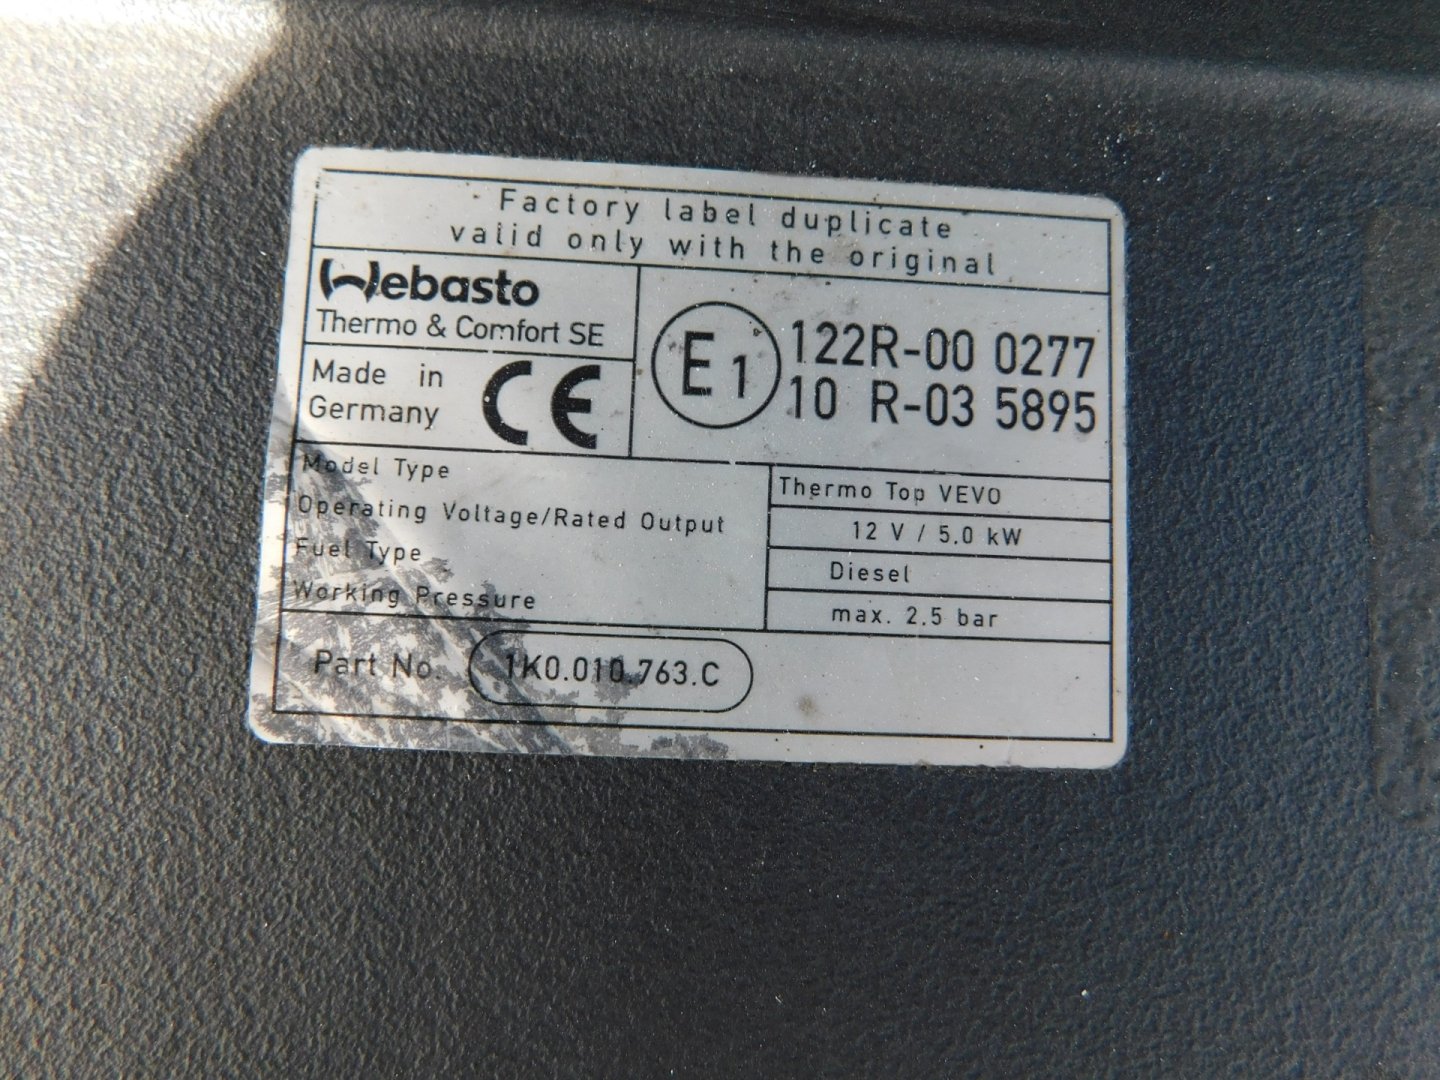 Factory label duplicate
valid only with the original
Webasto
Thermo & Comfort SE
Made in
Germany
CE
E1
122R-00 0277
10 R-03 5895
Model Type Thermo Top VEVO
Operating Voltage/Rated Output 12 V / 5.0 kW
Fuel Type Diesel
Working Pressure max. 2.5 bar
Part No. 1K0.010.763.C